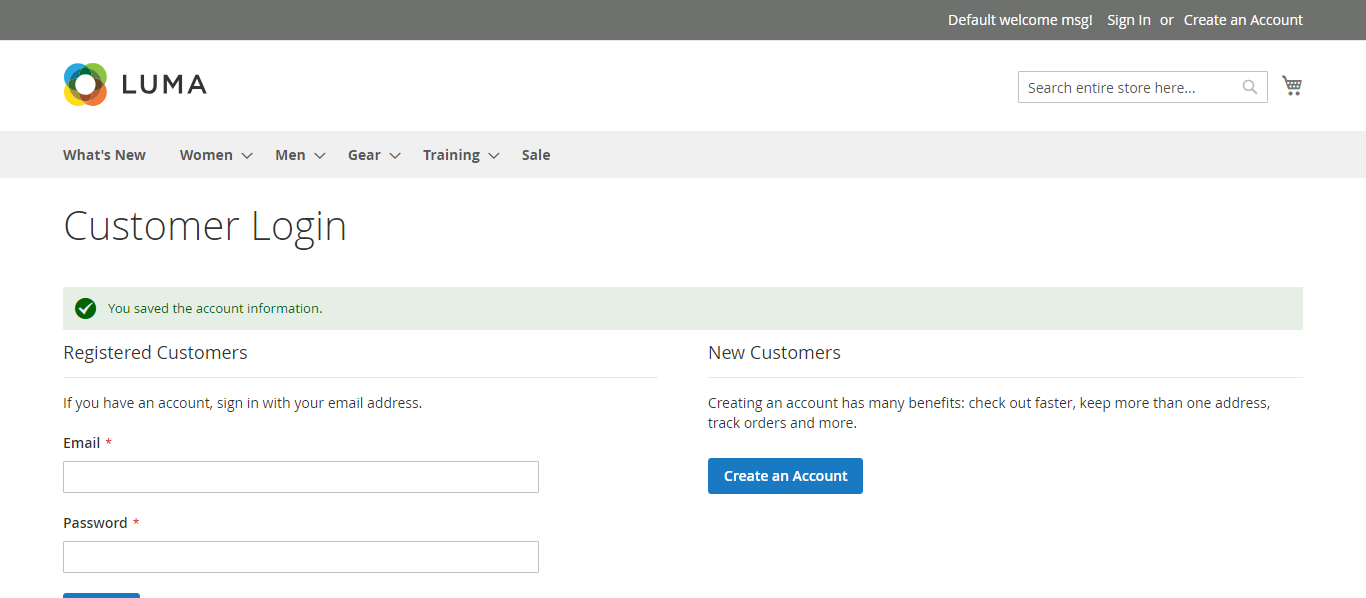 Default welcome msg! Sign In or Create an Account
LUMA
Search entire store here...
What's New Women Men Gear Training Sale
Customer Login
You saved the account information.
Registered Customers
If you have an account, sign in with your email address.
Email *
Password *
New Customers
Creating an account has many benefits: check out faster, keep more than one address,
track orders and more.
Create an Account